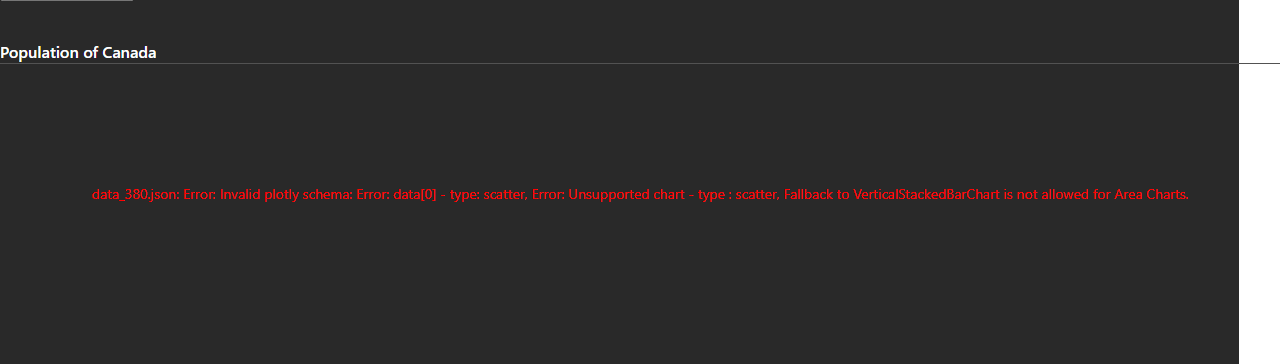 Population of Canada
data_380.json: Error: Invalid plotly schema: Error: data[0] - type: scatter, Error: Unsupported chart - type : scatter, Fallback to VerticalStackedBarChart is not allowed for Area Charts.